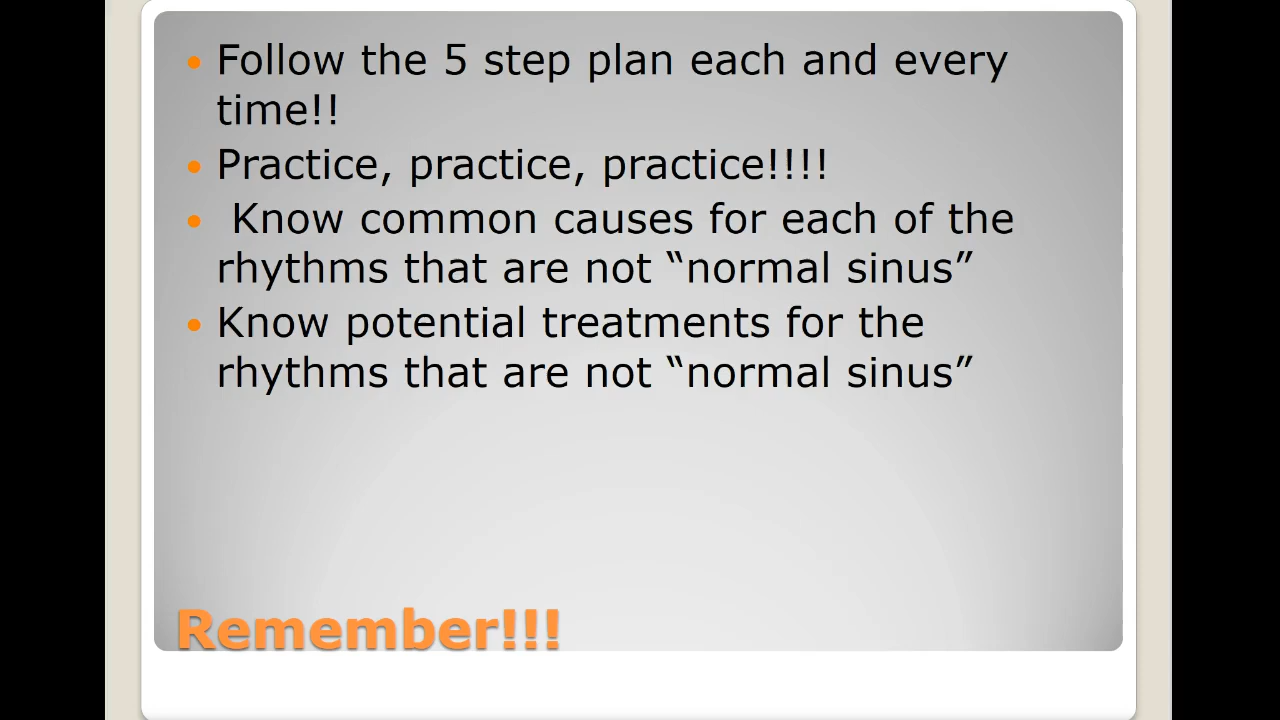 Follow the 5 step plan each and every
time!!
Practice, practice, practice!!!!
Know common causes for each of the
rhythms that are not “normal sinus”
Know potential treatments for the
rhythms that are not “normal sinus”
Remember!!!